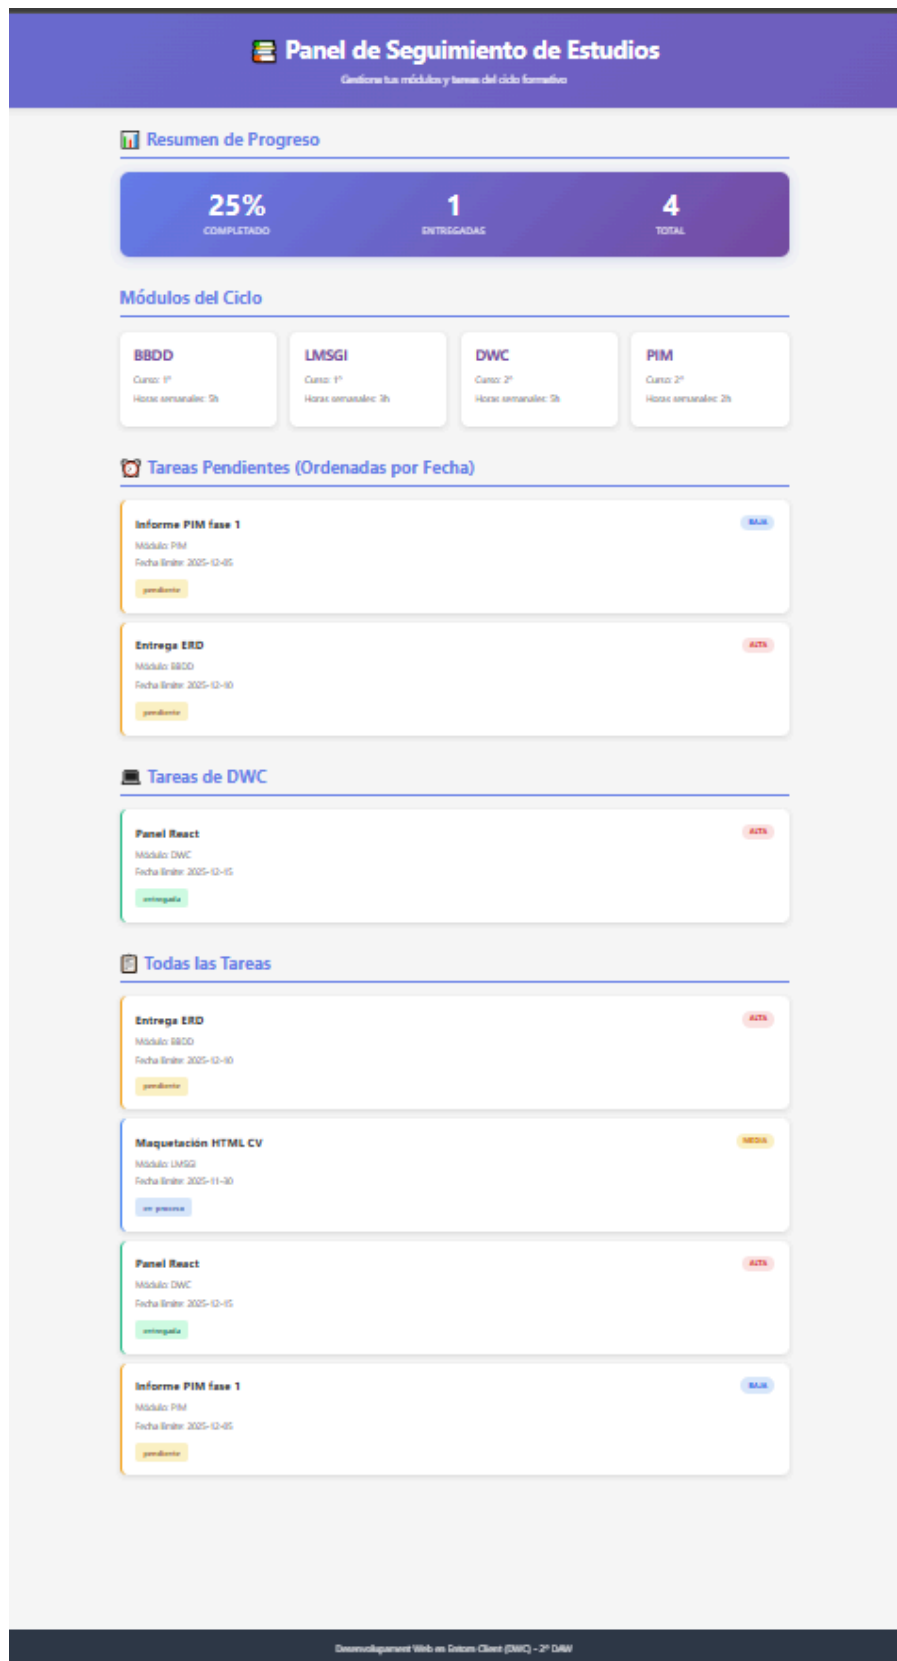 Panel de Seguimiento de Estudios
Gestiona tus módulos y tareas del ciclo formativo
Resumen de Progreso
25%
COMPLETADO
1
ENTREGADAS
4
TOTAL
Módulos del Ciclo
BBDD
Curso: 1º
Horas semanales: 5h
LMSGI
Curso: 1º
Horas semanales: 3h
DWC
Curso: 2º
Horas semanales: 5h
PIM
Curso: 2º
Horas semanales: 2h
Tareas Pendientes (Ordenadas por Fecha)
Informe PIM fase 1
BAJA
Módulo: PIM
Fecha límite: 2025-12-05
pendiente
Entrega ERD
ALTA
Módulo: BBDD
Fecha límite: 2025-12-10
pendiente
Tareas de DWC
Panel React
ALTA
Módulo: DWC
Fecha límite: 2025-12-15
entregada
Todas las Tareas
Entrega ERD
ALTA
Módulo: BBDD
Fecha límite: 2025-12-10
pendiente
Maquetación HTML CV
MEDIA
Módulo: LMSGI
Fecha límite: 2025-11-30
en proceso
Panel React
ALTA
Módulo: DWC
Fecha límite: 2025-12-15
entregada
Informe PIM fase 1
BAJA
Módulo: PIM
Fecha límite: 2025-12-05
pendiente
Desenvolupament Web en Entorn Client (DWC) - 2º DAW